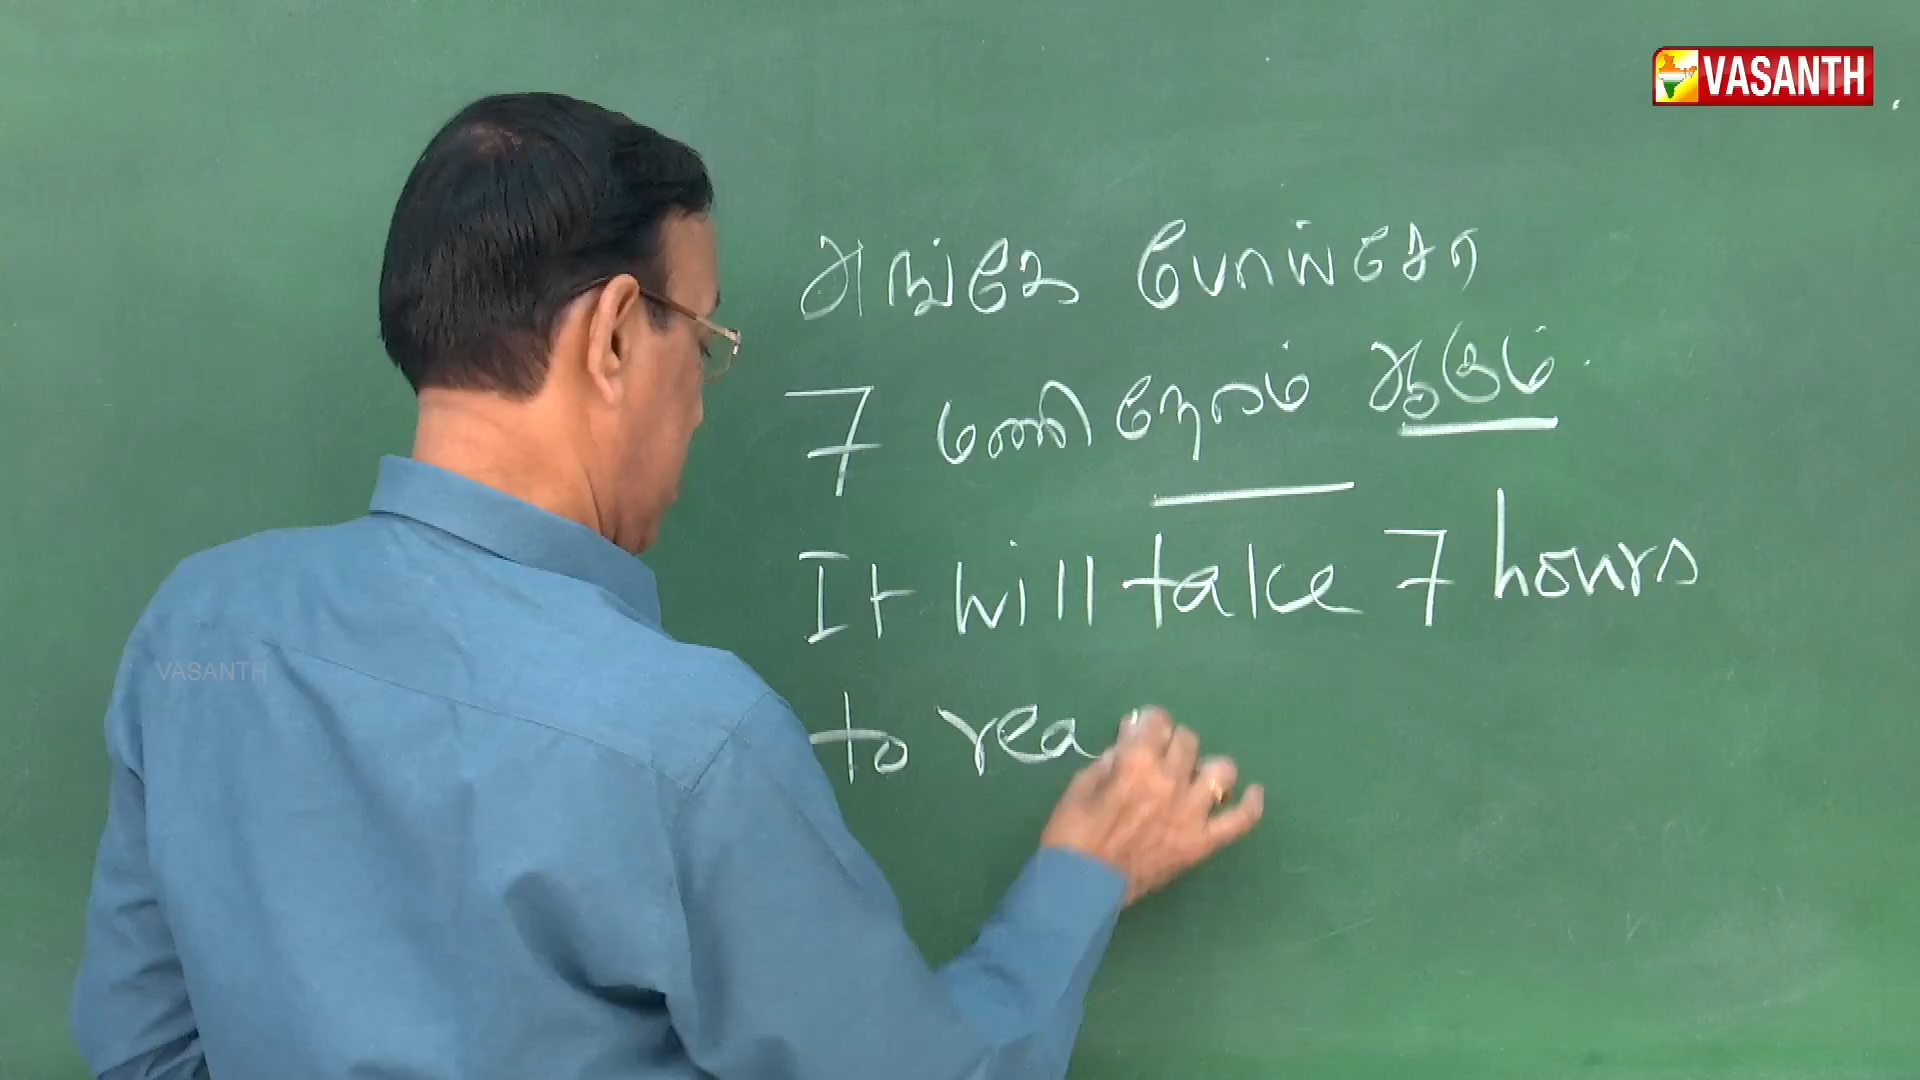 VASANTH
அங்கே போய்சேர
7 மணிநேரம் ஆகும்.
It will take 7 hours
to rea
VASANTH